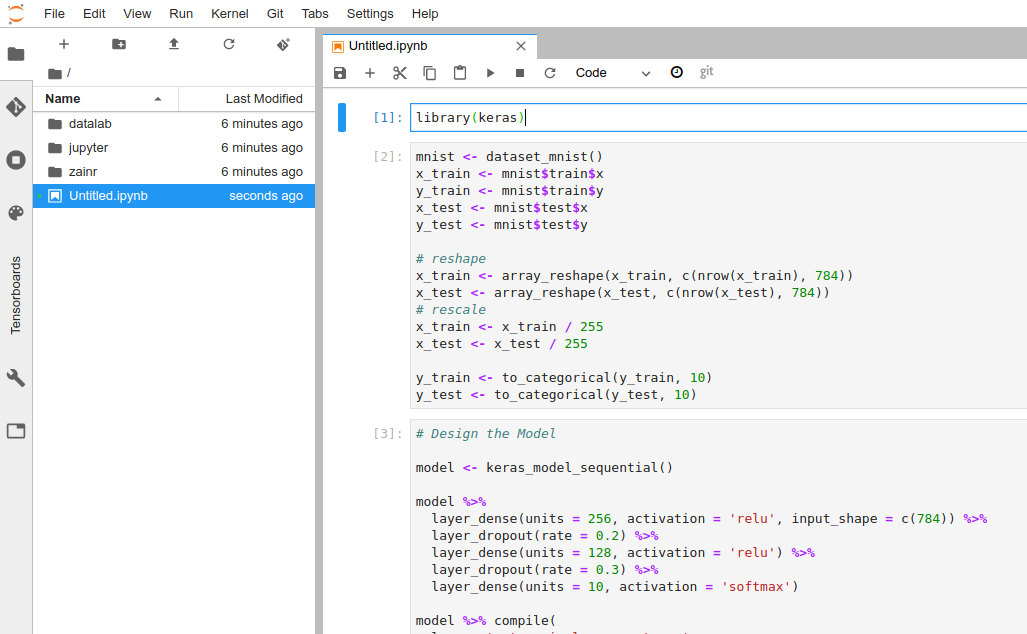 File Edit View Run Kernel Git Tabs Settings Help
/
Name Last Modified
datalab 6 minutes ago
jupyter 6 minutes ago
zainr 6 minutes ago
Untitled.ipynb seconds ago
Tensorboards
Untitled.ipynb
Code git
[1]: library(keras)
[2]: mnist <- dataset_mnist()
x_train <- mnist$train$x
y_train <- mnist$train$y
x_test <- mnist$test$x
y_test <- mnist$test$y
# reshape
x_train <- array_reshape(x_train, c(nrow(x_train), 784))
x_test <- array_reshape(x_test, c(nrow(x_test), 784))
# rescale
x_train <- x_train / 255
x_test <- x_test / 255
y_train <- to_categorical(y_train, 10)
y_test <- to_categorical(y_test, 10)
[3]: # Design the Model
model <- keras_model_sequential()
model %>%
layer_dense(units = 256, activation = 'relu', input_shape = c(784)) %>%
layer_dropout(rate = 0.2) %>%
layer_dense(units = 128, activation = 'relu') %>%
layer_dropout(rate = 0.3) %>%
layer_dense(units = 10, activation = 'softmax')
model %>% compile(